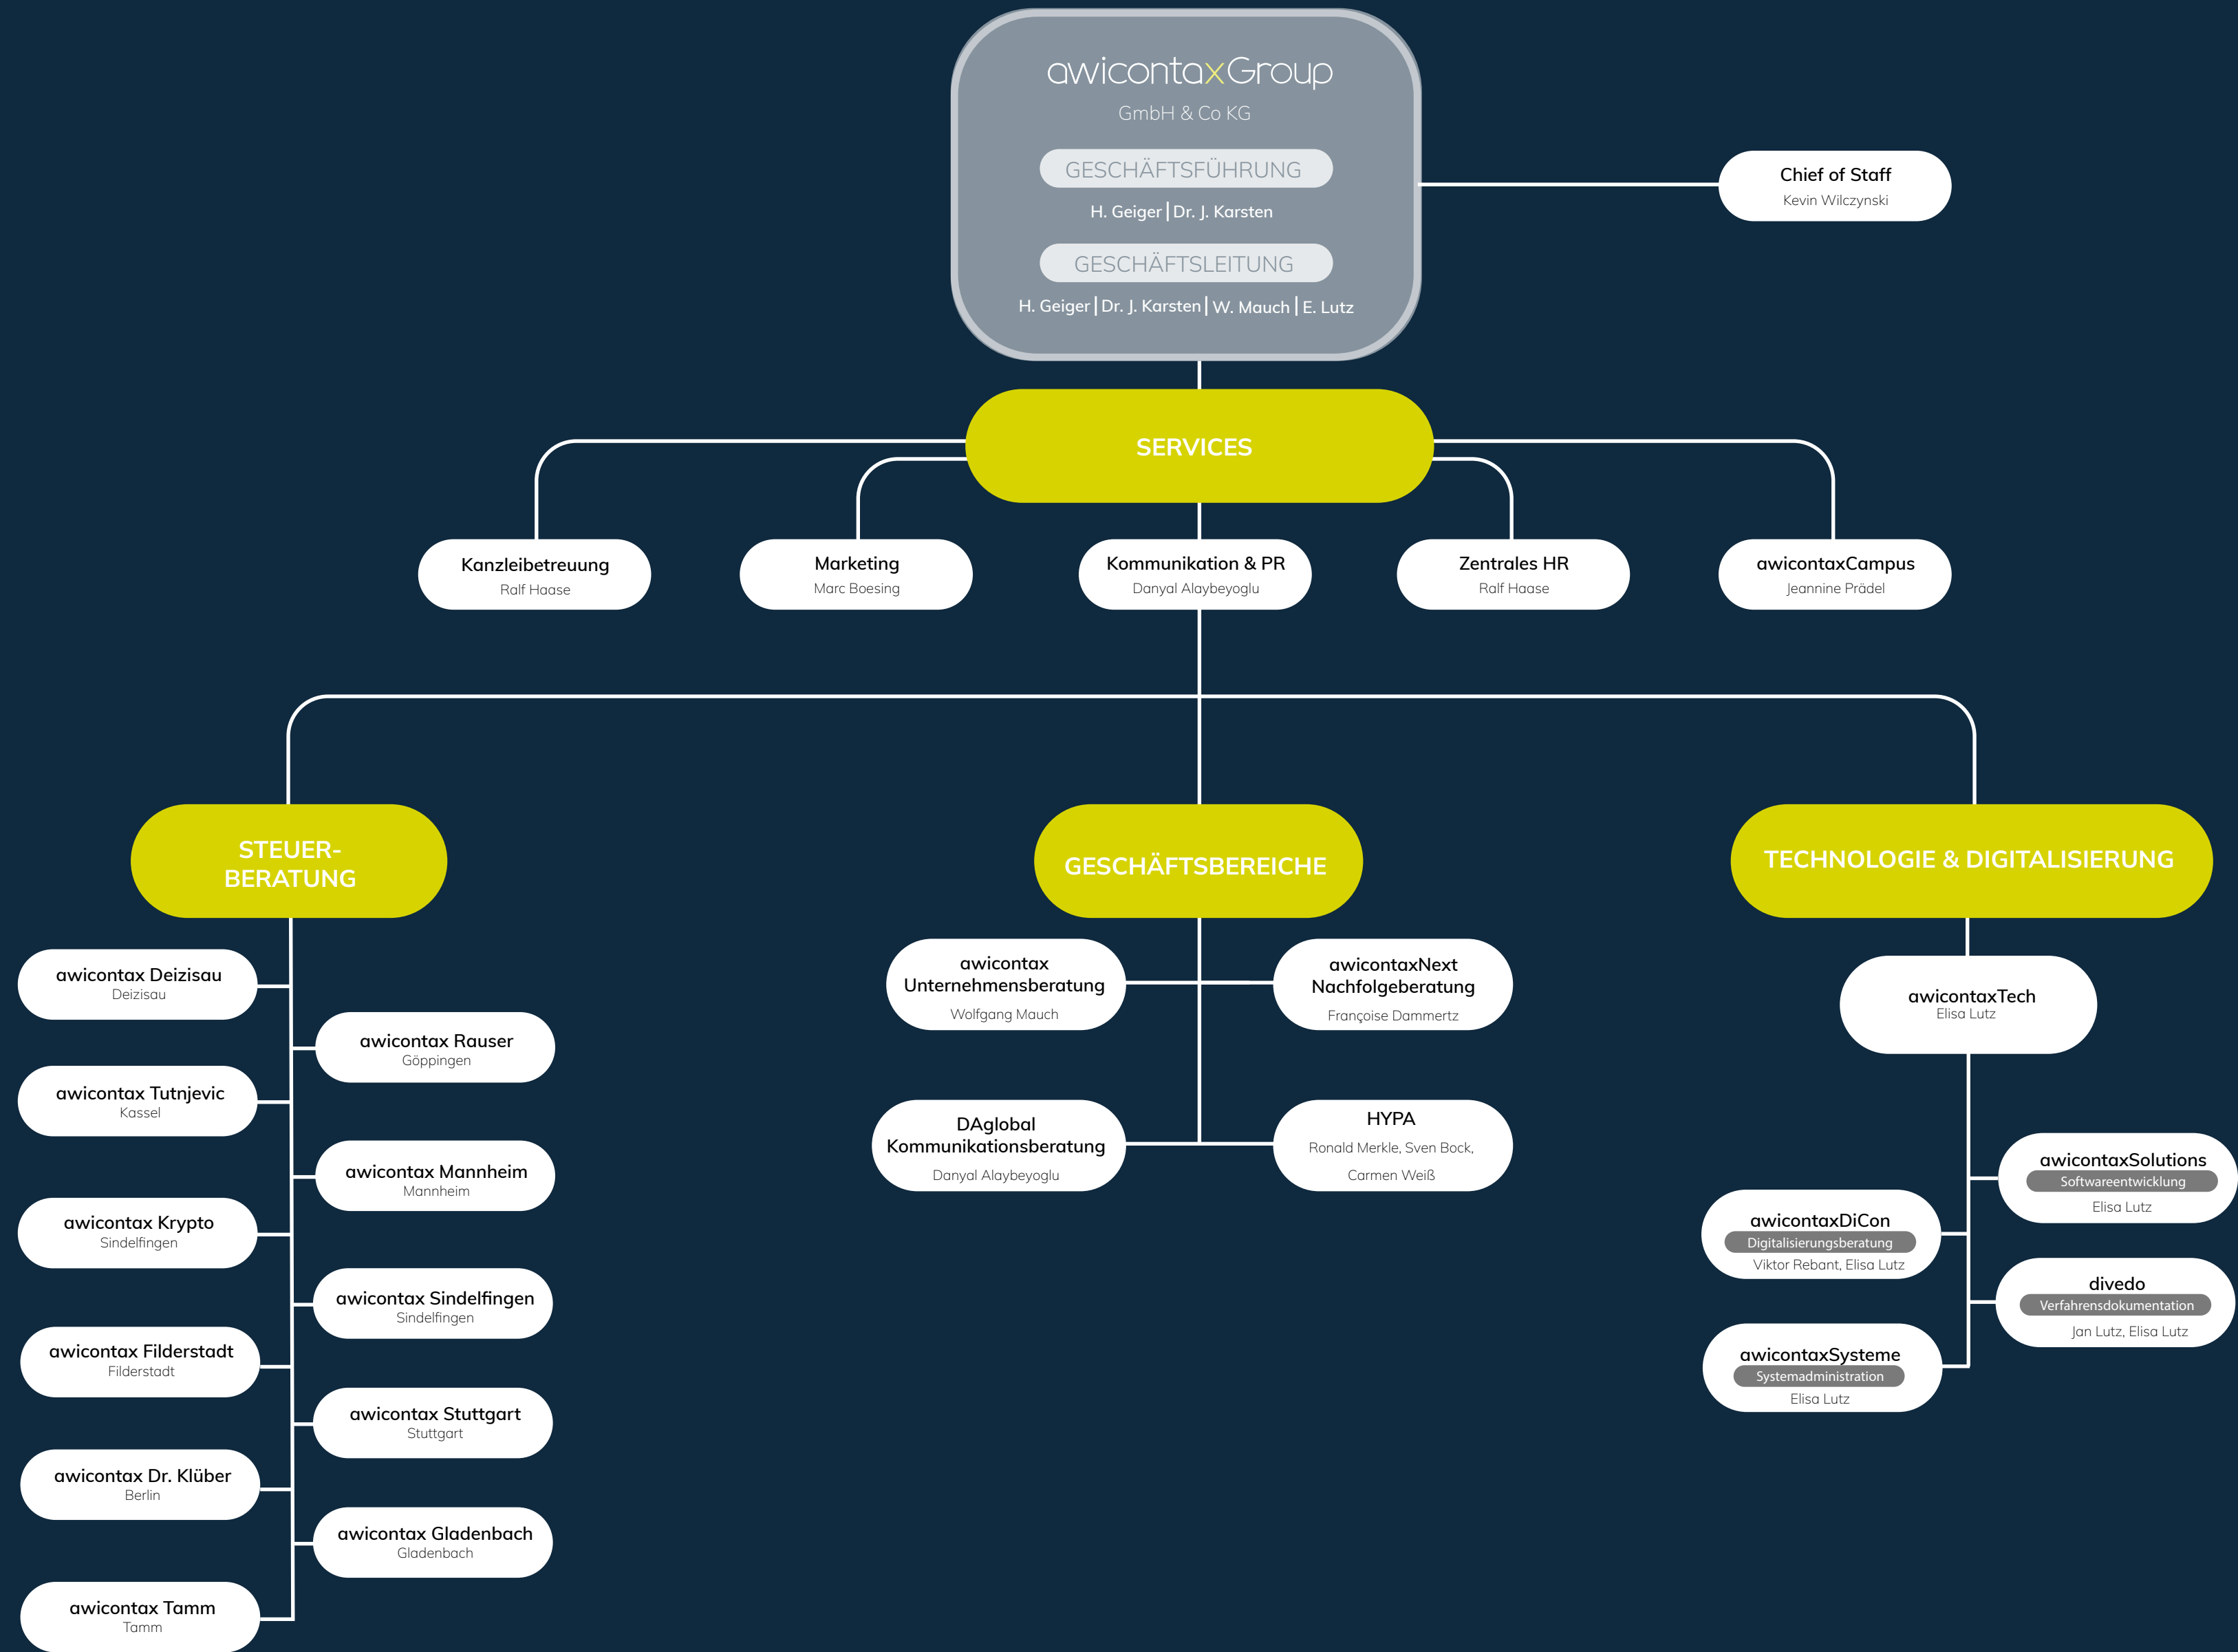 awicontaxGroup
GmbH & Co KG
GESCHÄFTSFÜHRUNG
H. Geiger | Dr. J. Karsten
GESCHÄFTSLEITUNG
H. Geiger | Dr. J. Karsten | W. Mauch | E. Lutz
Chief of Staff
Kevin Wilczynski
SERVICES
Kanzleibetreuung
Ralf Haase
Marketing
Marc Boesing
Kommunikation & PR
Danyal Alaybeyoglu
Zentrales HR
Ralf Haase
awicontaxCampus
Jeannine Prädel
STEUER-
BERATUNG
awicontax Deizisau
Deizisau
awicontax Rauser
Göppingen
awicontax Tutnjevic
Kassel
awicontax Mannheim
Mannheim
awicontax Krypto
Sindelfingen
awicontax Sindelfingen
Sindelfingen
awicontax Filderstadt
Filderstadt
awicontax Stuttgart
Stuttgart
awicontax Dr. Klüber
Berlin
awicontax Gladenbach
Gladenbach
awicontax Tamm
Tamm
GESCHÄFTSBEREICHE
awicontax
Unternehmensberatung
Wolfgang Mauch
awicontaxNext
Nachfolgeberatung
Françoise Dammertz
DAglobal
Kommunikationsberatung
Danyal Alaybeyoglu
HYPA
Ronald Merkle, Sven Bock,
Carmen Weiß
TECHNOLOGIE & DIGITALISIERUNG
awicontaxTech
Elisa Lutz
awicontaxSolutions
Softwareentwicklung
Elisa Lutz
awicontaxDiCon
Digitalisierungsberatung
Viktor Rebant, Elisa Lutz
divedo
Verfahrensdokumentation
Jan Lutz, Elisa Lutz
awicontaxSysteme
Systemadministration
Elisa Lutz